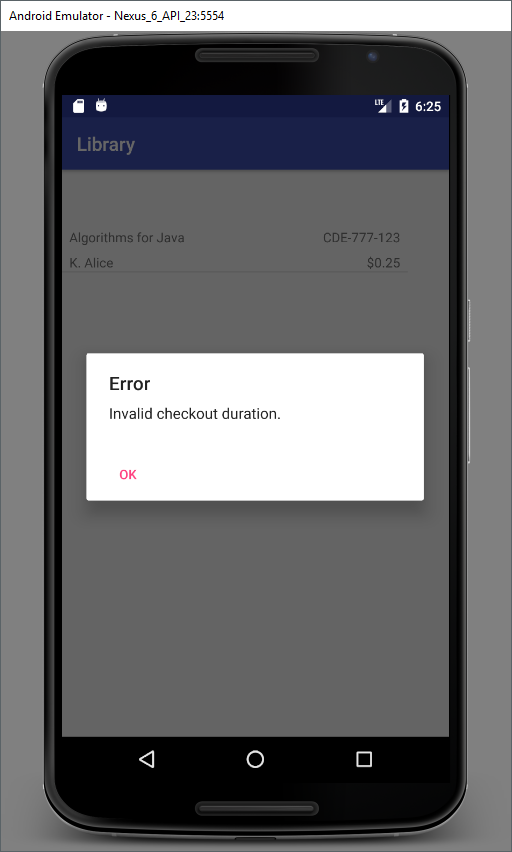 Android Emulator - Nexus_6_API_23:5554
LTE 6:25
Library
Algorithms for Java CDE-777-123
K. Alice $0.25
Error
Invalid checkout duration.
OK